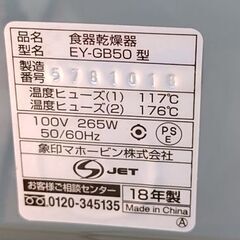 品名 食器乾燥器
型名 EY-GB50 型
製造番号 5781013
温度ヒューズ(1) 117℃
温度ヒューズ(2) 176℃
100V 265W
50/60Hz
PS
E
象印マホービン株式会社
S JET
お客様ご相談センター
0120-345135
18年製
Made in China
A